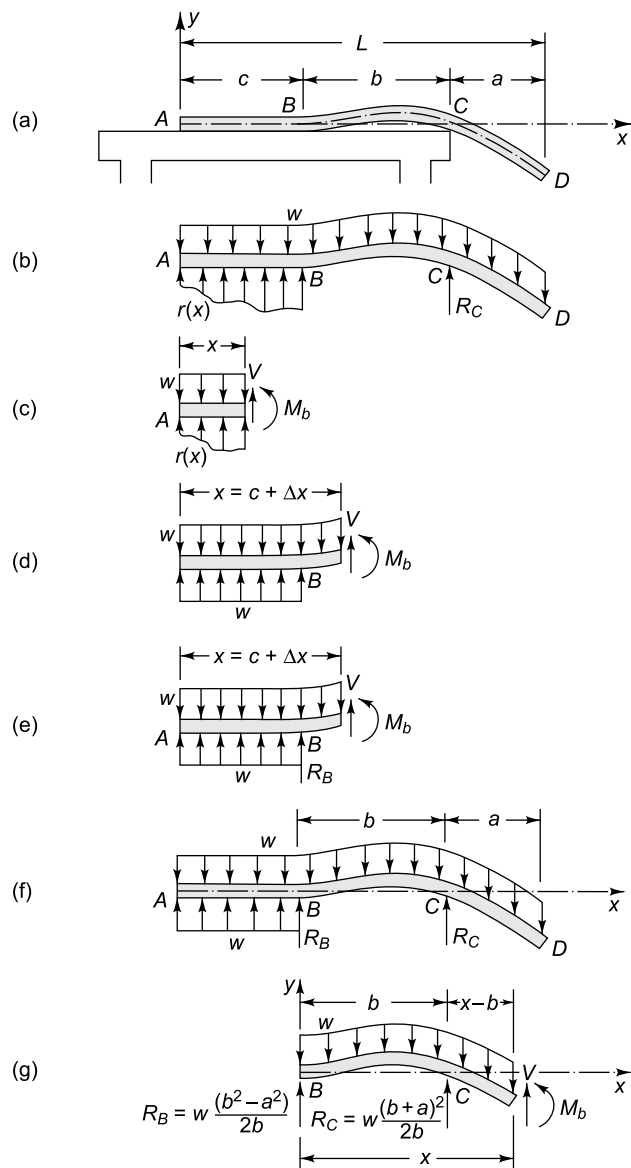 y
L
c b a
(a) A B C x
D
w
(b) A B C
r(x) R_C D
x
w V
(c) A M_b
r(x)
x = c + Δx
w V
(d) B M_b
w
x = c + Δx
w V
(e) A B M_b
w R_B
b a
w
(f) A B C x
w R_B R_C D
y b x–b
w
(g) B C V x
R_B = w (b² – a²)/2b R_C = w (b + a)²/2b M_b
x